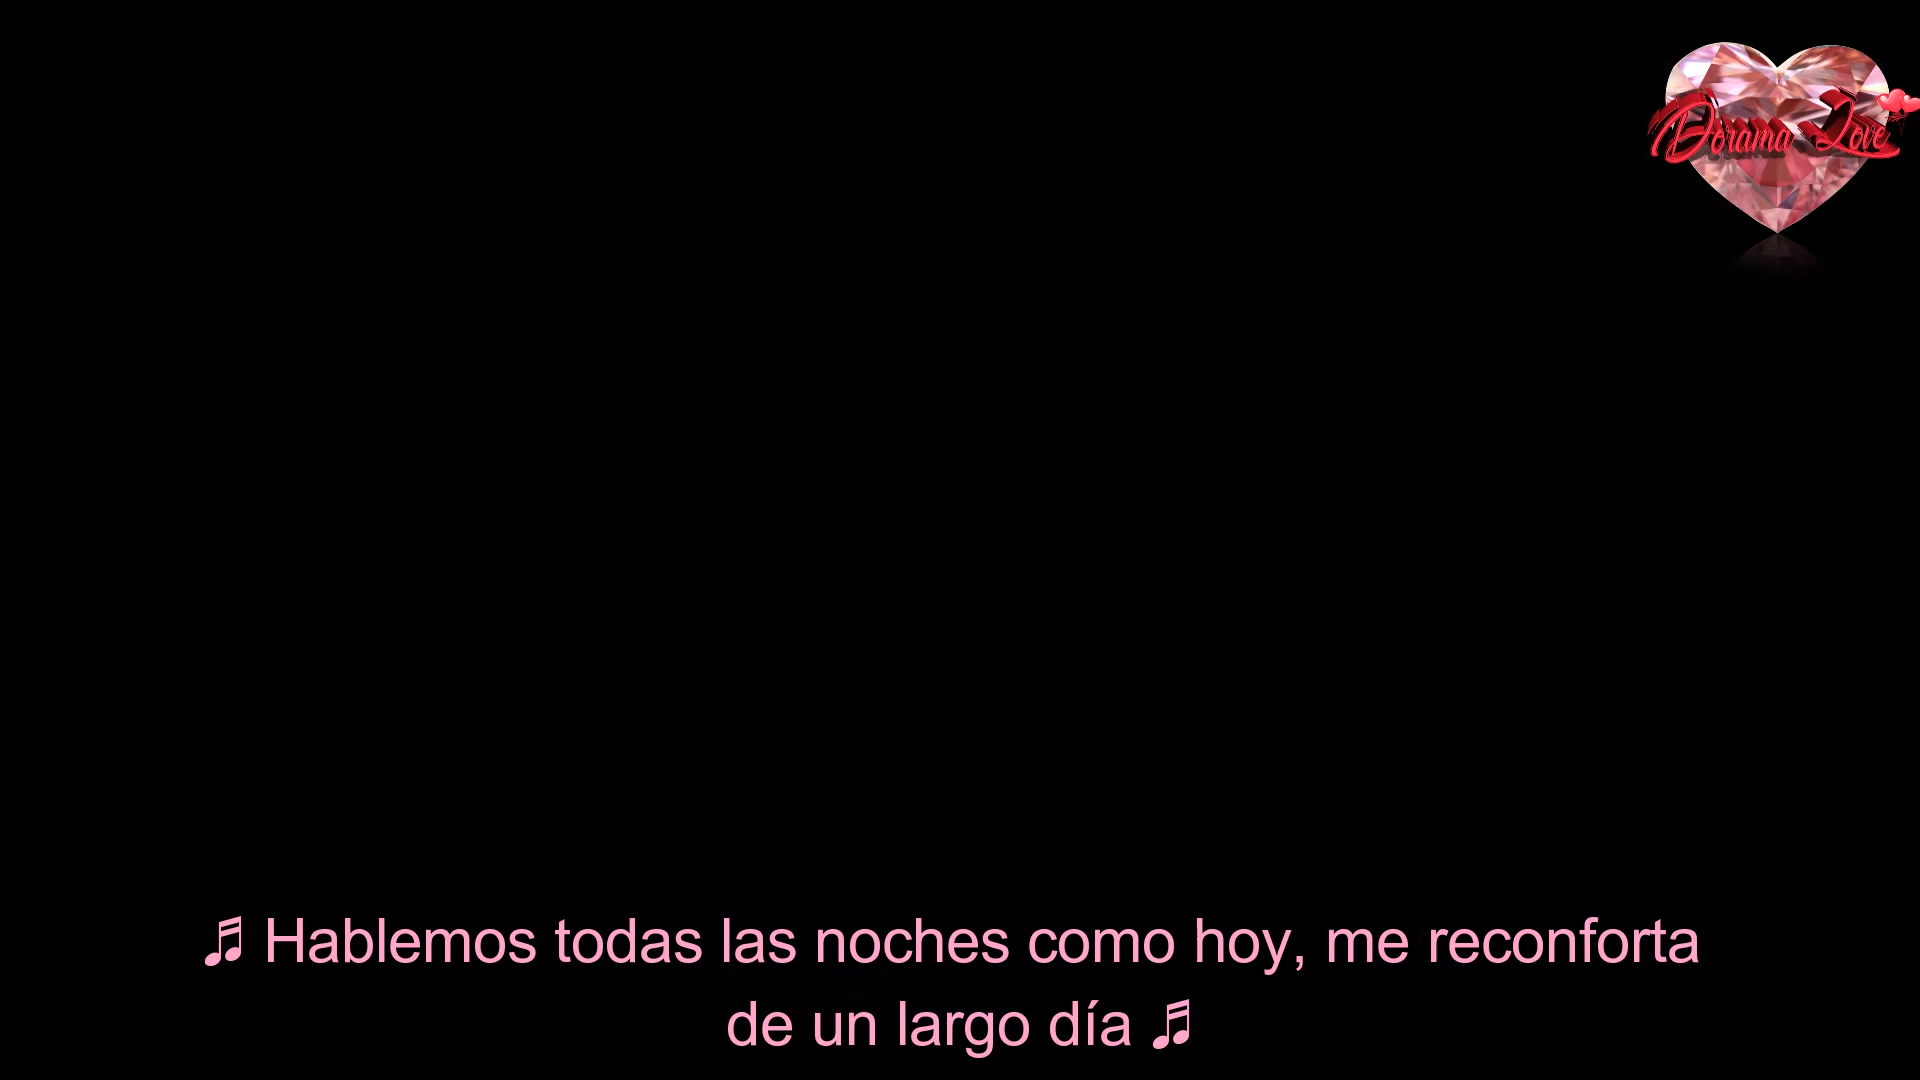 Dorama Love
♬ Hablemos todas las noches como hoy, me reconforta
de un largo día ♬